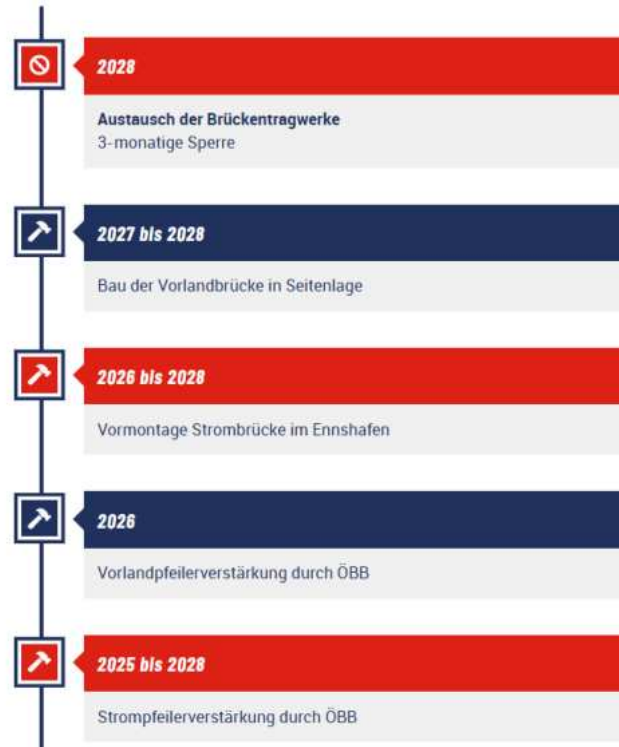 2028
Austausch der Brückentragwerke
3-monatige Sperre
2027 bis 2028
Bau der Vorlandbrücke in Seitenlage
2026 bis 2028
Vormontage Strombrücke im Ennshafen
2026
Vorlandpfeilerverstärkung durch ÖBB
2025 bis 2028
Strompfeilerverstärkung durch ÖBB